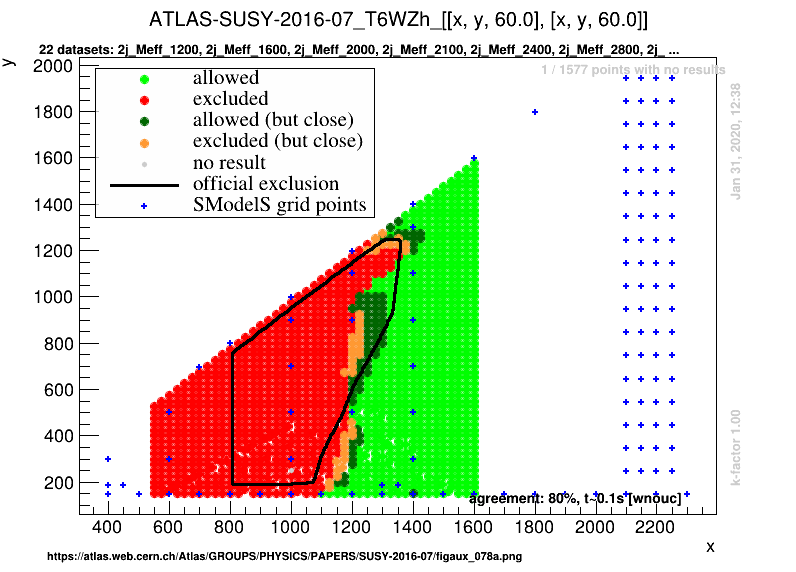 ATLAS-SUSY-2016-07_T6WZh_[[x, y, 60.0], [x, y, 60.0]]
22 datasets: 2j_Meff_1200, 2j_Meff_1600, 2j_Meff_2000, 2j_Meff_2100, 2j_Meff_2400, 2j_Meff_2800, 2j_ ...
y
1 / 1577 points with no results
allowed
excluded
allowed (but close)
excluded (but close)
no result
official exclusion
SModelS grid points
2000
1800
1600
1400
1200
1000
800
600
400
200
Jan 31, 2020, 12:38
k-factor 1.00
agreement: 80%, t~0.1s [wn0uc]
400 600 800 1000 1200 1400 1600 1800 2000 2200
x
https://atlas.web.cern.ch/Atlas/GROUPS/PHYSICS/PAPERS/SUSY-2016-07/figaux_078a.png